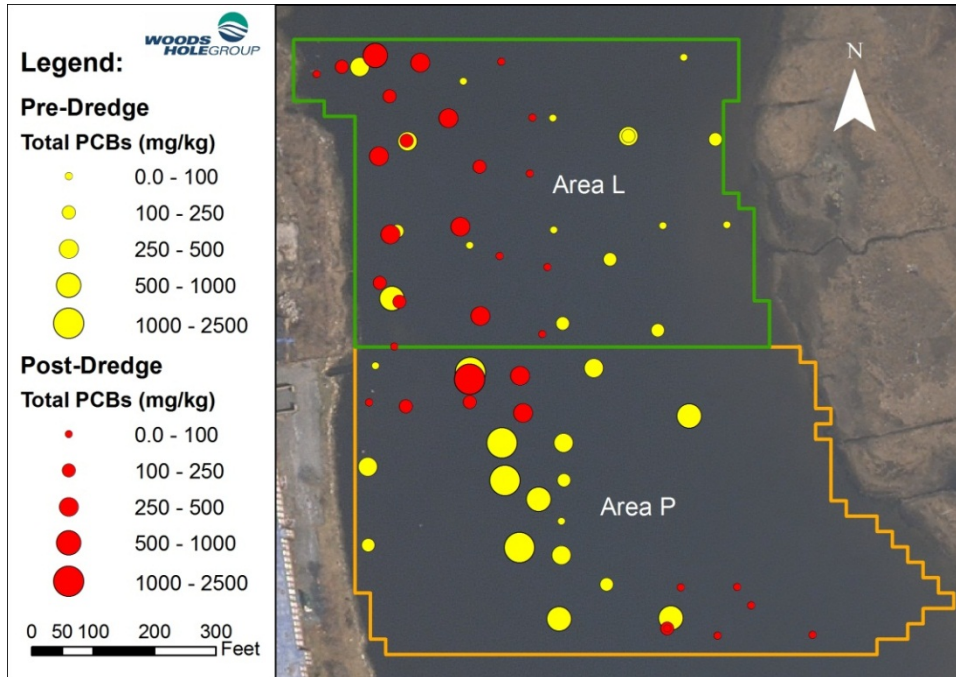 WOODS
HOLEGROUP
Legend:
Pre-Dredge
Total PCBs (mg/kg)
0.0 - 100
100 - 250
250 - 500
500 - 1000
1000 - 2500
Post-Dredge
Total PCBs (mg/kg)
0.0 - 100
100 - 250
250 - 500
500 - 1000
1000 - 2500
0 50 100 200 300
Feet
N
Area L
Area P